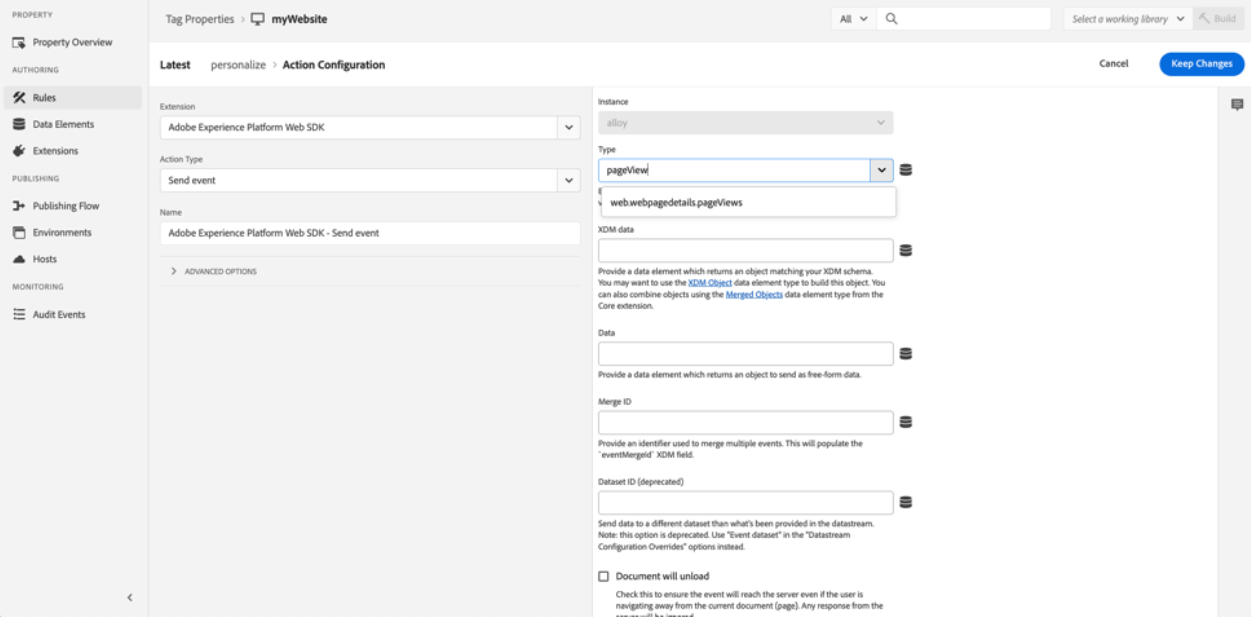 PROPERTY
Property Overview
AUTHORING
Rules
Data Elements
Extensions
PUBLISHING
Publishing Flow
Environments
Hosts
MONITORING
Audit Events
Tag Properties > myWebsite
All
Select a working library
Build
Latest personalize > Action Configuration
Cancel
Keep Changes
Extension
Adobe Experience Platform Web SDK
Action Type
Send event
Name
Adobe Experience Platform Web SDK - Send event
ADVANCED OPTIONS
Instance
alloy
Type
pageView
web.webpagedetails.pageViews
XDM data
Provide a data element which returns an object matching your XDM schema.
You may want to use the XDM Object data element type to build this object. You
can also combine objects using the Merged Objects data element type from the
Core extension.
Data
Provide a data element which returns an object to send as free-form data.
Merge ID
Provide an identifier used to merge multiple events. This will populate the
`eventMergeId` XDM field.
Dataset ID (deprecated)
Send data to a different dataset than what's been provided in the datastream.
Note: this option is deprecated. Use "Event dataset" in the "Datastream
Configuration Overrides" options instead.
Document will unload
Check this to ensure the event will reach the server even if the user is
navigating away from the current document (page). Any response from the
server will be ignored.